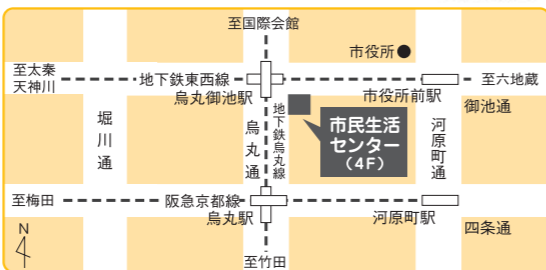 至国際会館
市役所
至太秦
天神川
地下鉄東西線
至六地蔵
烏丸御池駅
市役所前駅
御池通
堀川通
烏丸通
地下鉄烏丸線
市民生活
センター
(4F)
河原町通
至梅田
阪急京都線
烏丸駅
河原町駅
四条通
N
至竹田